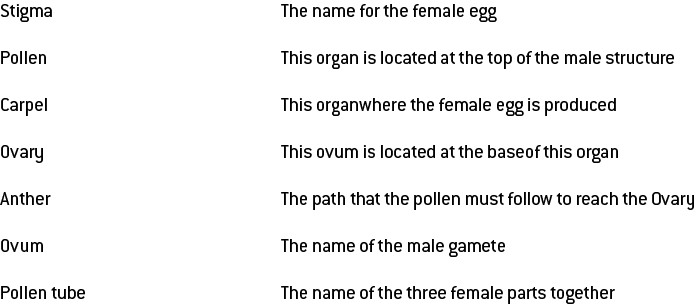 Stigma The name for the female egg
Pollen This organ is located at the top of the male structure
Carpel This organwhere the female egg is produced
Ovary This ovum is located at the baseof this organ
Anther The path that the pollen must follow to reach the Ovary
Ovum The name of the male gamete
Pollen tube The name of the three female parts together